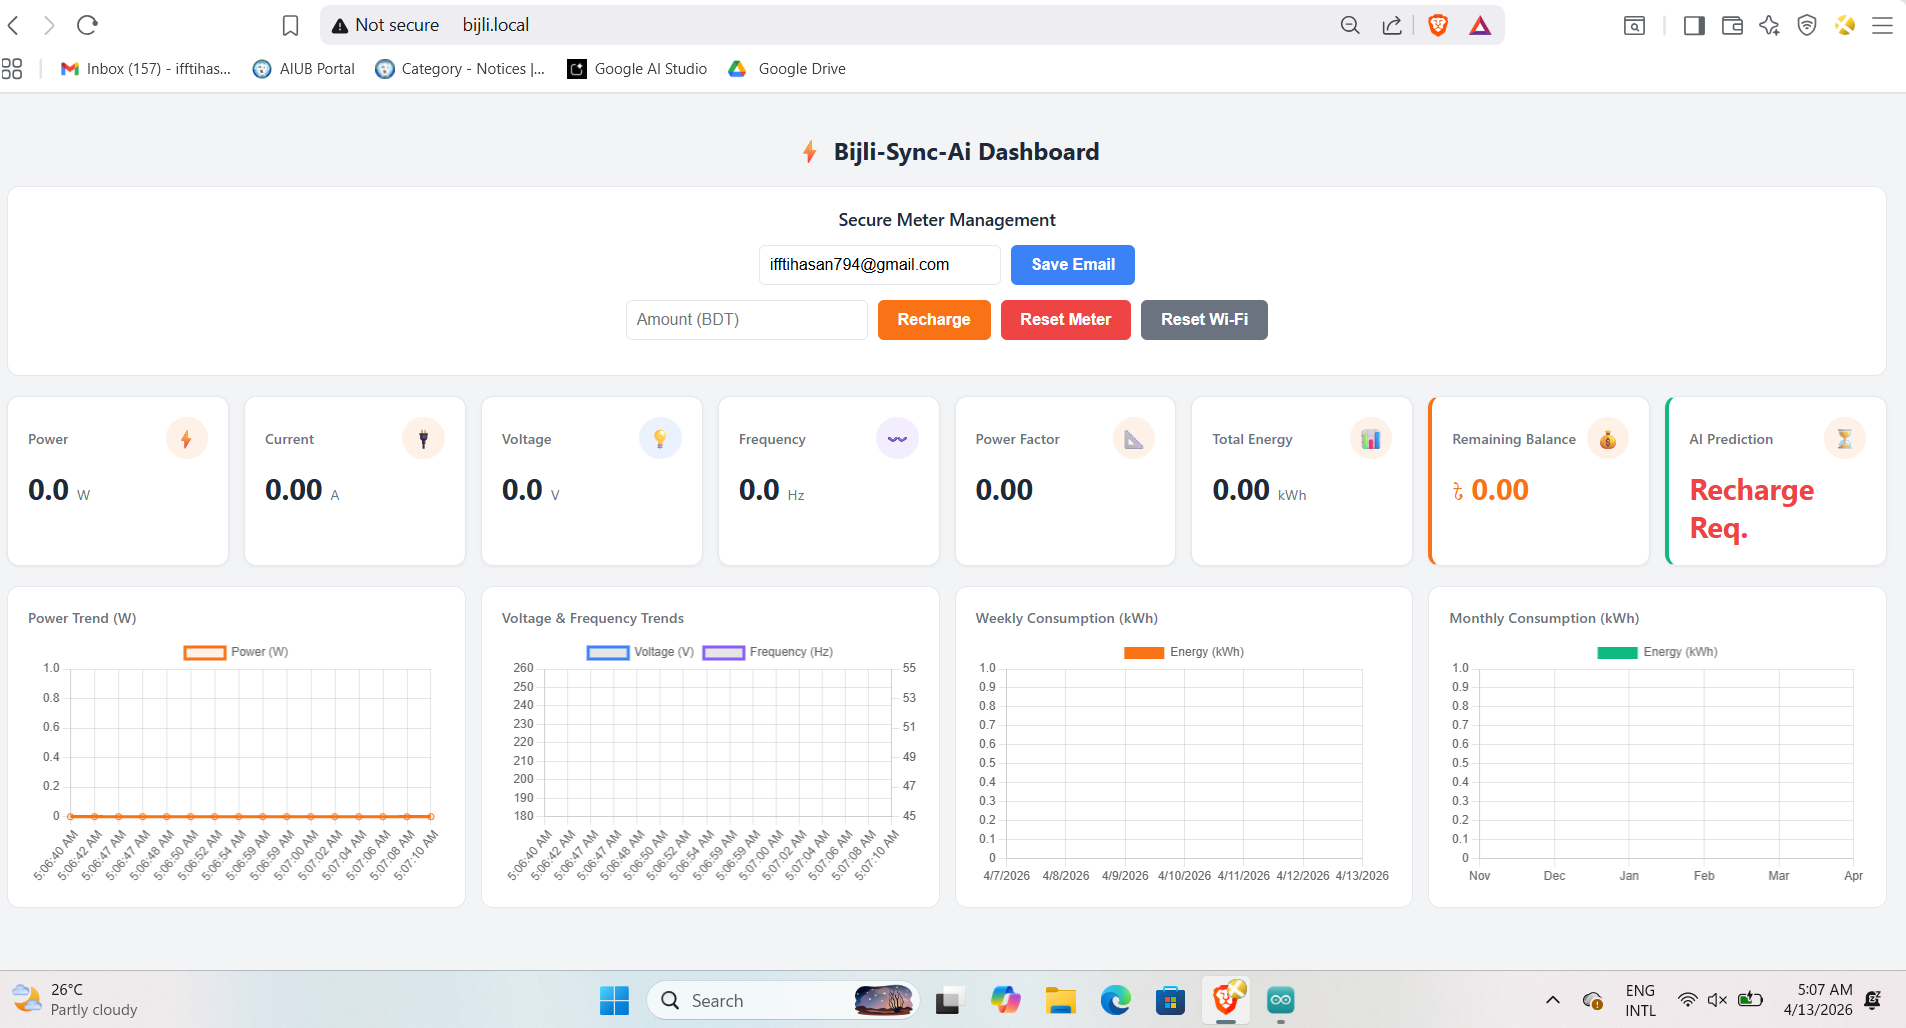 Not secure bijli.local
Inbox (157) - ifftihas...
AIUB Portal
Category - Notices |...
Google AI Studio
Google Drive
Bijli-Sync-Ai Dashboard
Secure Meter Management
ifftihasan794@gmail.com Save Email
Amount (BDT) Recharge Reset Meter Reset Wi-Fi
Power
0.0 W
Current
0.00 A
Voltage
0.0 V
Frequency
0.0 Hz
Power Factor
0.00
Total Energy
0.00 kWh
Remaining Balance
৳ 0.00
AI Prediction
Recharge
Req.
Power Trend (W)
Power (W)
1.0
0.8
0.6
0.4
0.2
0
5:06:40 AM
5:06:42 AM
5:06:47 AM
5:06:47 AM
5:06:48 AM
5:06:50 AM
5:06:52 AM
5:06:54 AM
5:06:59 AM
5:06:59 AM
5:07:00 AM
5:07:02 AM
5:07:04 AM
5:07:06 AM
5:07:08 AM
5:07:10 AM
Voltage & Frequency Trends
Voltage (V) Frequency (Hz)
260
250
240
230
220
210
200
190
180
55
53
51
49
47
45
5:06:40 AM
5:06:42 AM
5:06:47 AM
5:06:47 AM
5:06:48 AM
5:06:50 AM
5:06:52 AM
5:06:54 AM
5:06:59 AM
5:06:59 AM
5:07:00 AM
5:07:02 AM
5:07:04 AM
5:07:06 AM
5:07:08 AM
5:07:10 AM
Weekly Consumption (kWh)
Energy (kWh)
1.0
0.9
0.8
0.7
0.6
0.5
0.4
0.3
0.2
0.1
0
4/7/2026 4/8/2026 4/9/2026 4/10/2026 4/11/2026 4/12/2026 4/13/2026
Monthly Consumption (kWh)
Energy (kWh)
1.0
0.9
0.8
0.7
0.6
0.5
0.4
0.3
0.2
0.1
0
Nov Dec Jan Feb Mar Apr
26°C
Partly cloudy
Search
ENG
INTL
5:07 AM
4/13/2026